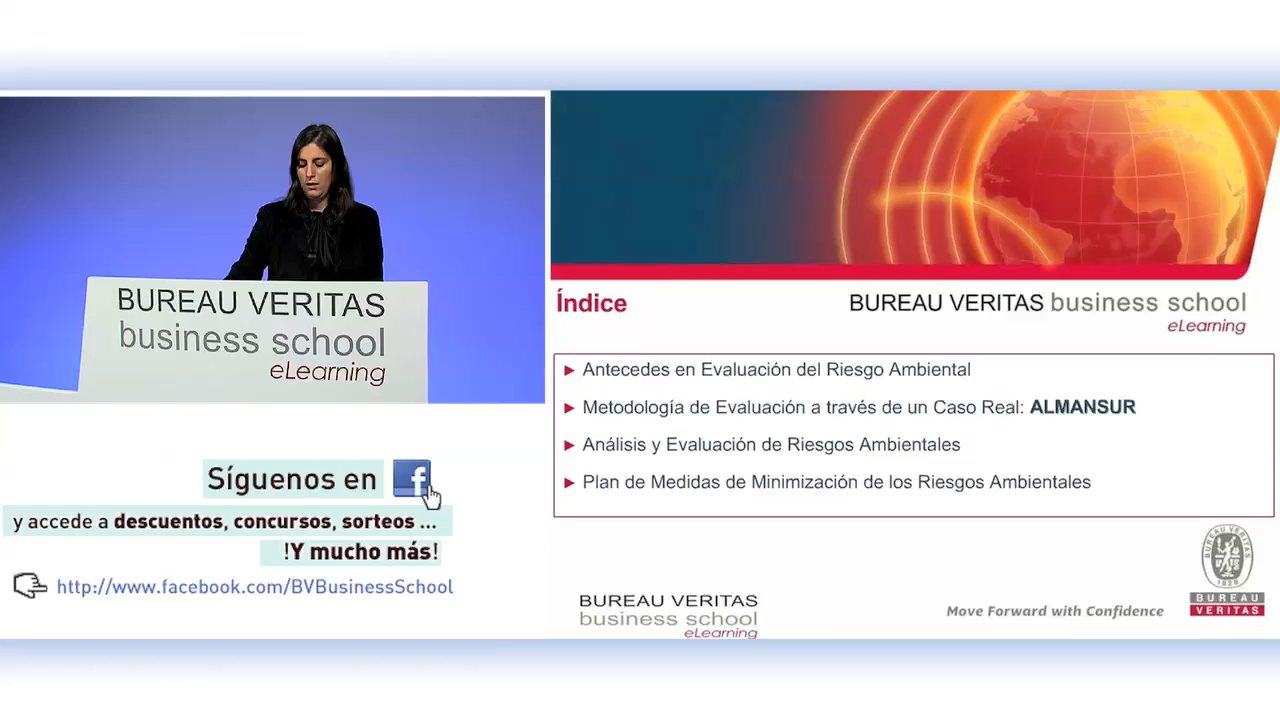 BUREAU VERITAS
business school
eLearning
Síguenos en f
y accede a descuentos, concursos, sorteos ...
!Y mucho más!
http://www.facebook.com/BVBusinessSchool
Índice
BUREAU VERITAS business school
eLearning
► Antecedes en Evaluación del Riesgo Ambiental
► Metodología de Evaluación a través de un Caso Real: ALMANSUR
► Análisis y Evaluación de Riesgos Ambientales
► Plan de Medidas de Minimización de los Riesgos Ambientales
BUREAU VERITAS
business school
eLearning
Move Forward with Confidence
BUREAU VERITAS
1828
BUREAU
VERITAS